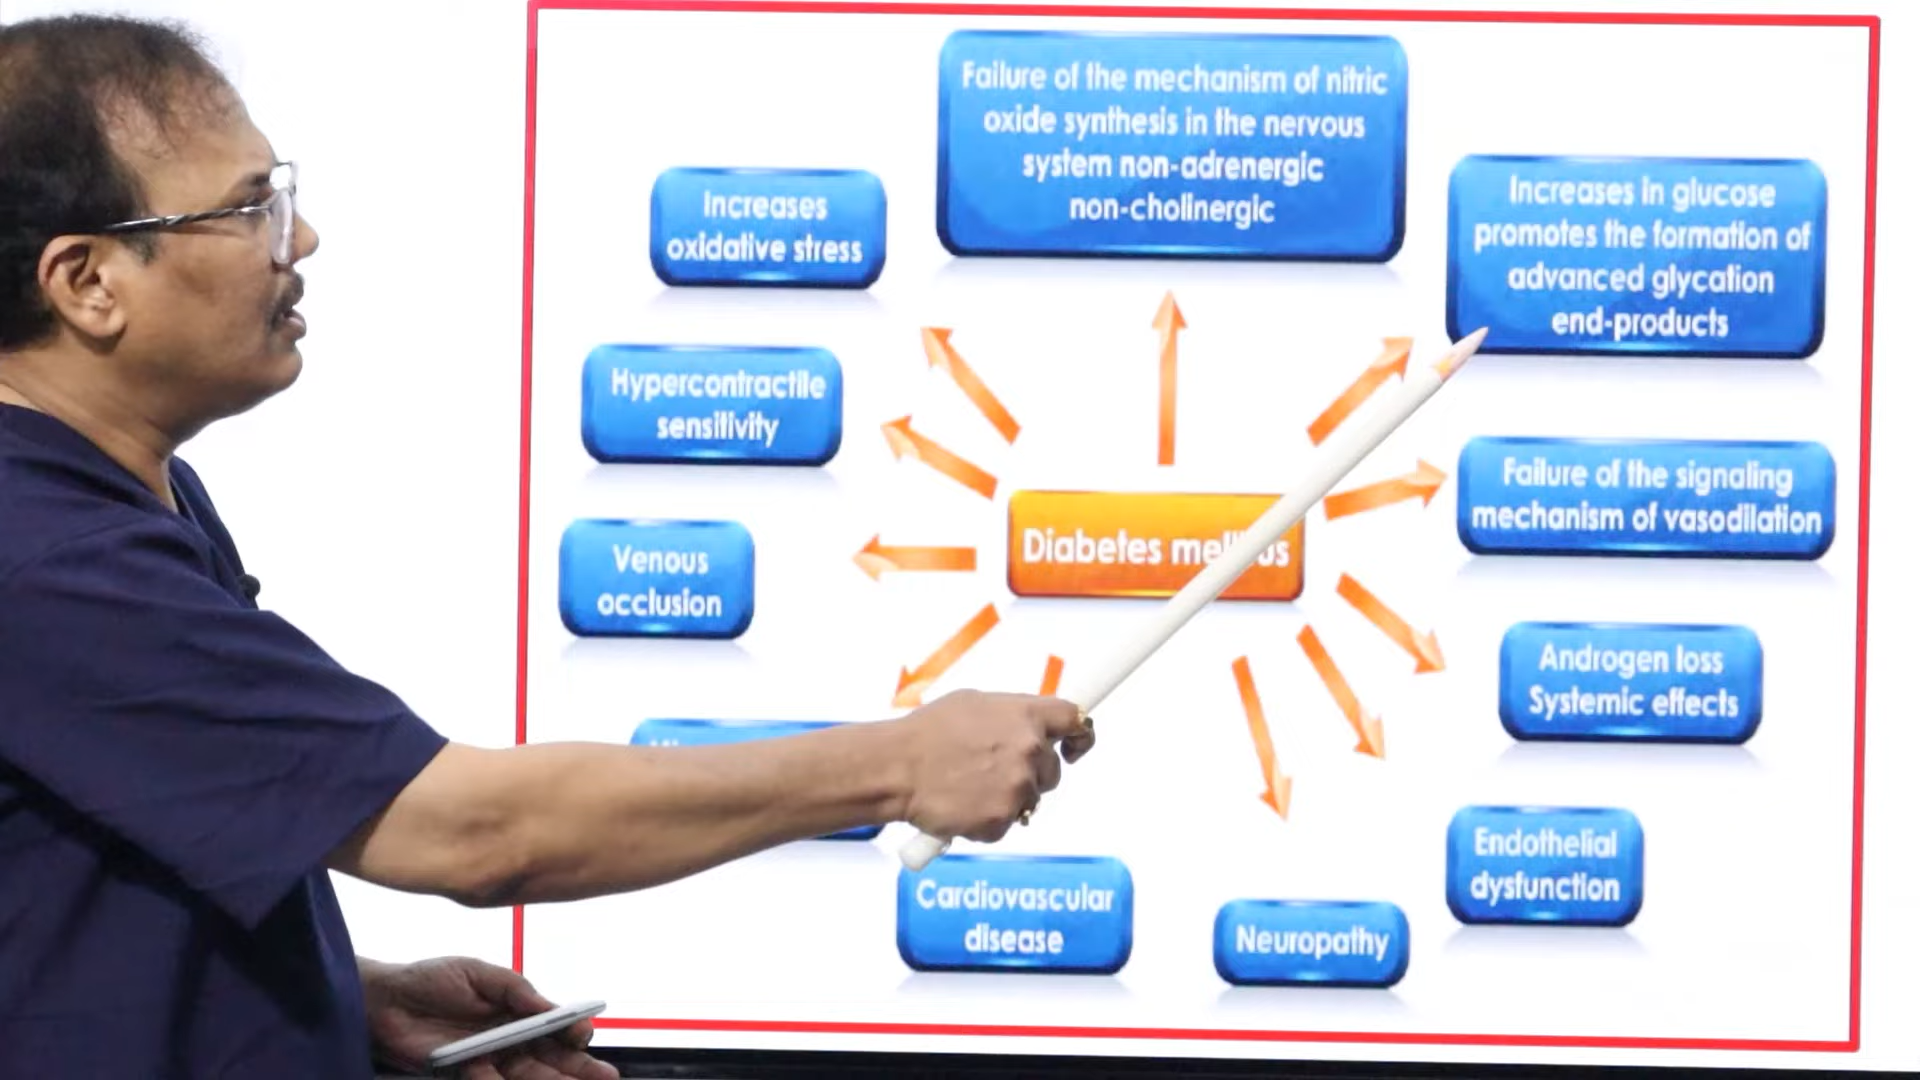 Failure of the mechanism of nitric
oxide synthesis in the nervous
system non-adrenergic
non-cholinergic
Increases
oxidative stress
Increases in glucose
promotes the formation of
advanced glycation
end-products
Hypercontractile
sensitivity
Failure of the signaling
mechanism of vasodilation
Diabetes
Venous
occlusion
Androgen loss
Systemic effects
Endothelial
dysfunction
Cardiovascular
disease
Neuropathy